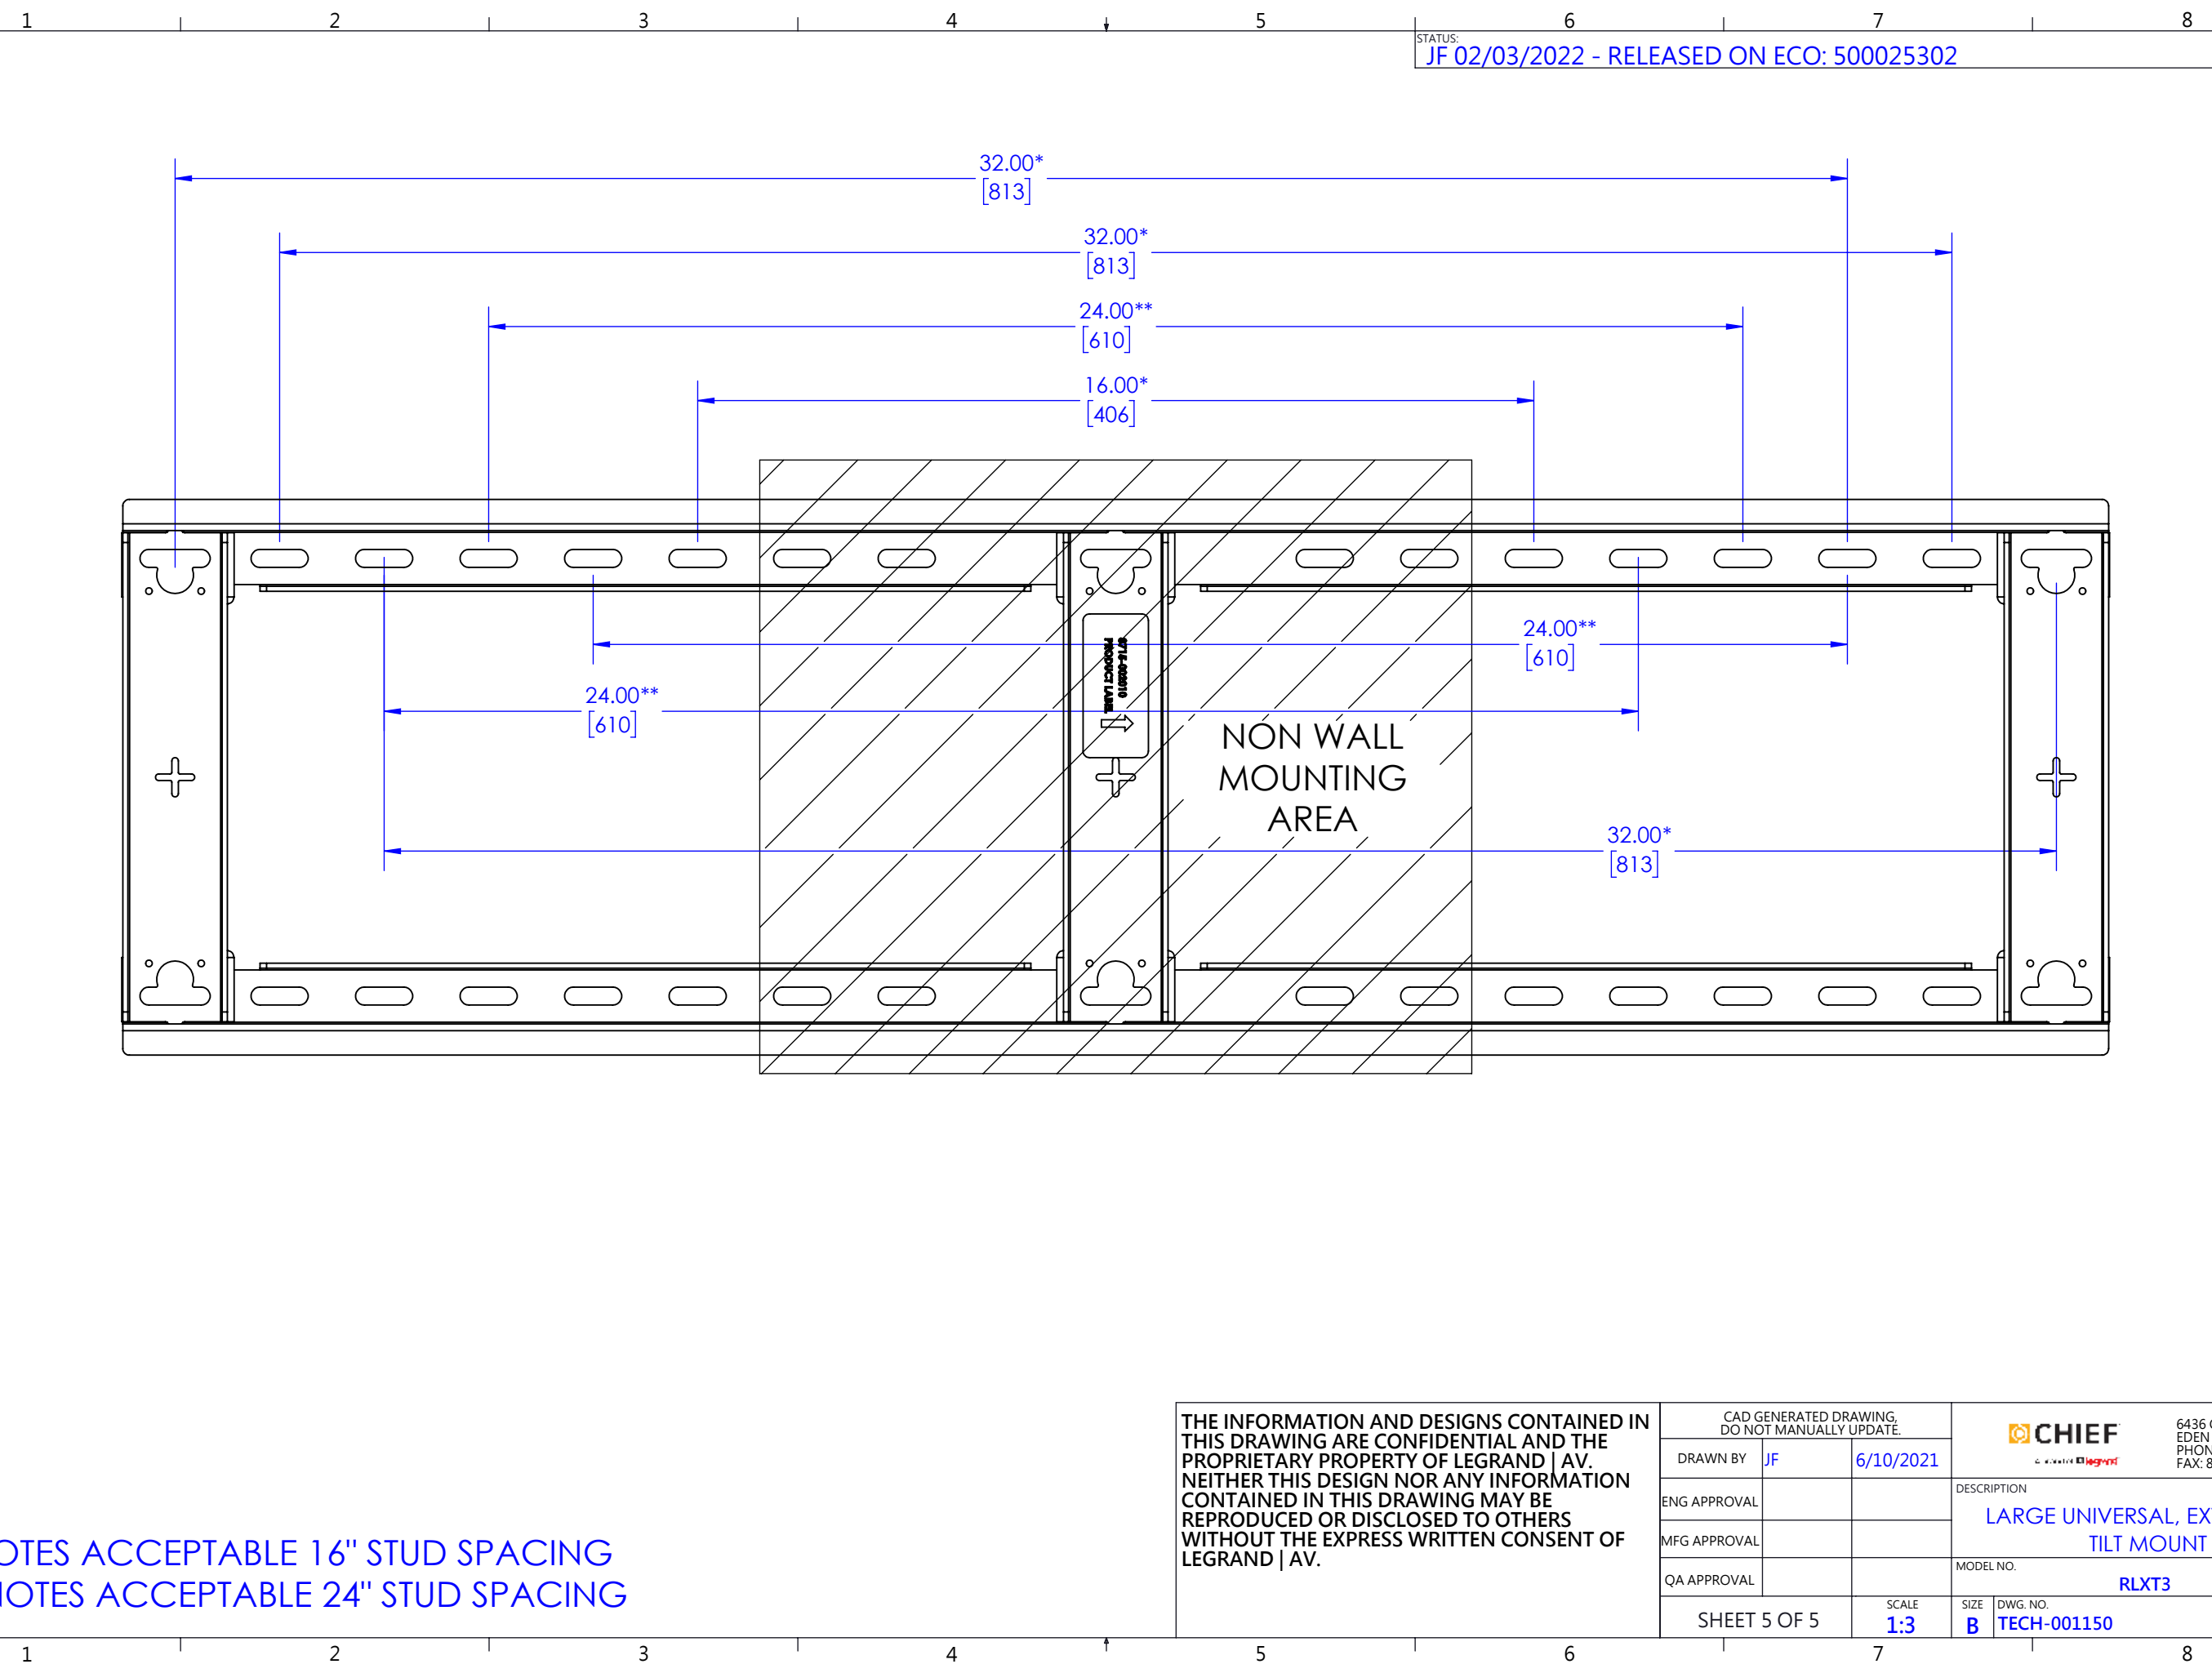 1 2 3 4 5 6 7 8
STATUS:
JF 02/03/2022 - RELEASED ON ECO: 500025302
32.00*
[813]
32.00*
[813]
24.00**
[610]
16.00*
[406]
24.00**
[610]
24.00**
[610]
PRODUCT LABEL
NON WALL
MOUNTING
AREA
32.00*
[813]
OTES ACCEPTABLE 16" STUD SPACING
IOTES ACCEPTABLE 24" STUD SPACING
THE INFORMATION AND DESIGNS CONTAINED IN
THIS DRAWING ARE CONFIDENTIAL AND THE
PROPRIETARY PROPERTY OF LEGRAND | AV.
NEITHER THIS DESIGN NOR ANY INFORMATION
CONTAINED IN THIS DRAWING MAY BE
REPRODUCED OR DISCLOSED TO OTHERS
WITHOUT THE EXPRESS WRITTEN CONSENT OF
LEGRAND | AV.
CAD GENERATED DRAWING,
DO NOT MANUALLY UPDATE.
DRAWN BY JF 6/10/2021
ENG APPROVAL
MFG APPROVAL
QA APPROVAL
SHEET 5 OF 5
SCALE
1:3
CHIEF
legrand
6436
EDEN
PHON
FAX: 8
DESCRIPTION
LARGE UNIVERSAL, EX
TILT MOUNT
MODEL NO.
RLXT3
SIZE
B
DWG. NO.
TECH-001150
1 2 3 4 5 6 7 8